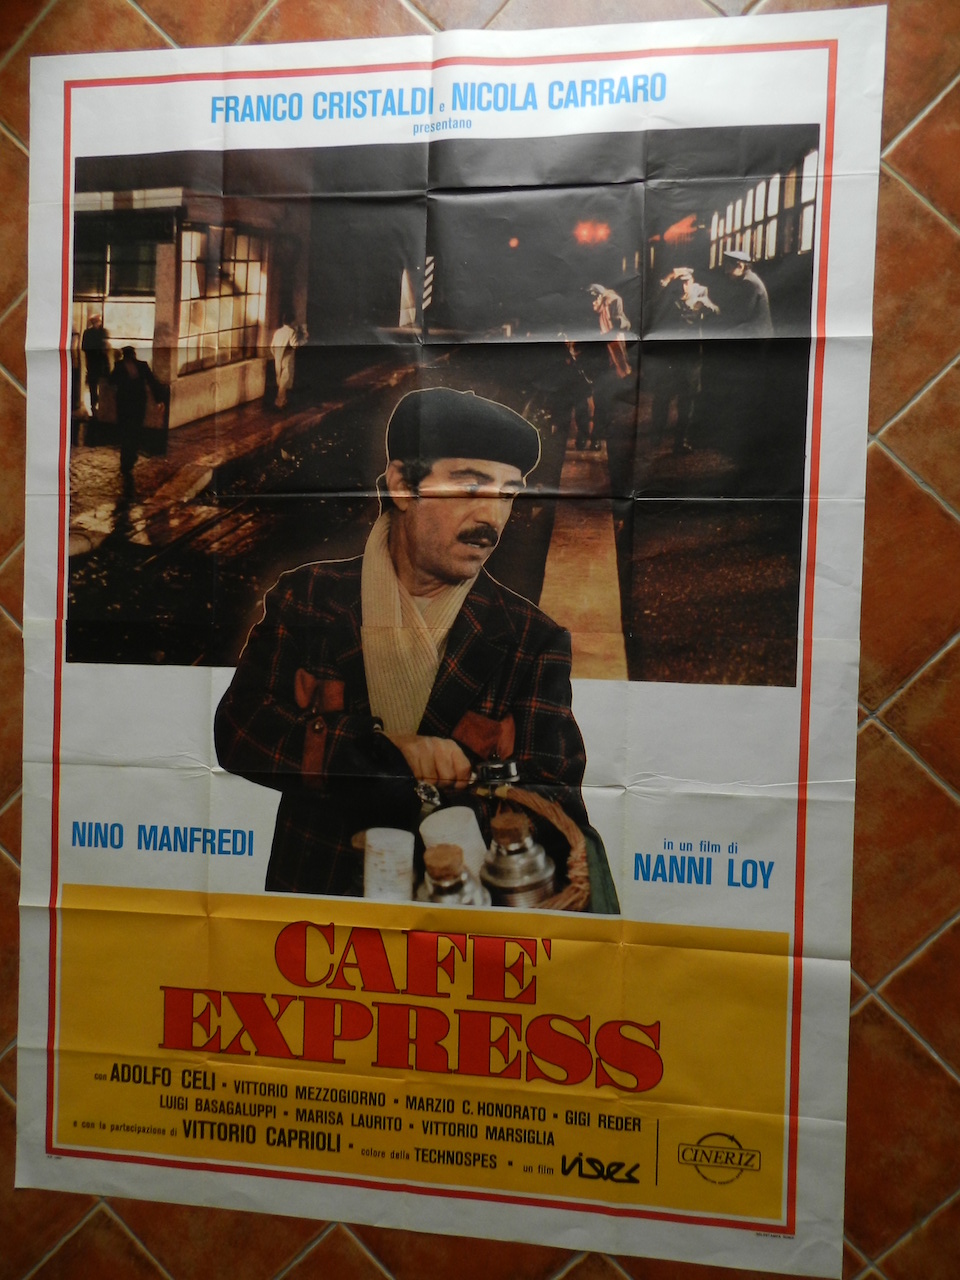 FRANCO CRISTALDI e NICOLA CARRARO
presentano
NINO MANFREDI
in un film di
NANNI LOY
CAFE'
EXPRESS
con ADOLFO CELI • VITTORIO MEZZOGIORNO • MARZIO C. HONORATO • GIGI REDER
LUIGI BASAGALUPPI • MARISA LAURITO • VITTORIO MARSIGLIA
e con la partecipazione di VITTORIO CAPRIOLI • colore della TECHNOSPES • un film vides
CINERIZ